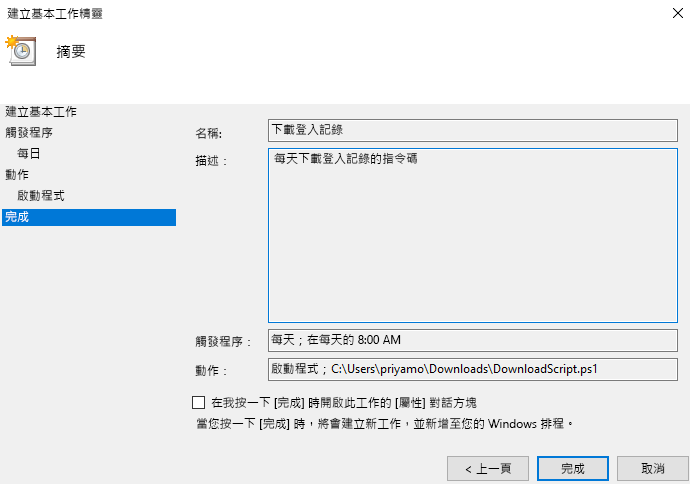 建立基本工作精靈
摘要
建立基本工作
觸發程序
每日
動作
啟動程式
完成
名稱:
下載登入記錄
描述：
每天下載登入記錄的指令碼
觸發程序：
每天；在每天的 8:00 AM
動作：
啟動程式；C:\Users\priyamo\Downloads\DownloadScript.ps1
在我按一下 [完成] 時開啟此工作的 [屬性] 對話方塊
當您按一下 [完成] 時，將會建立新工作，並新增至您的 Windows 排程。
< 上一頁
完成
取消